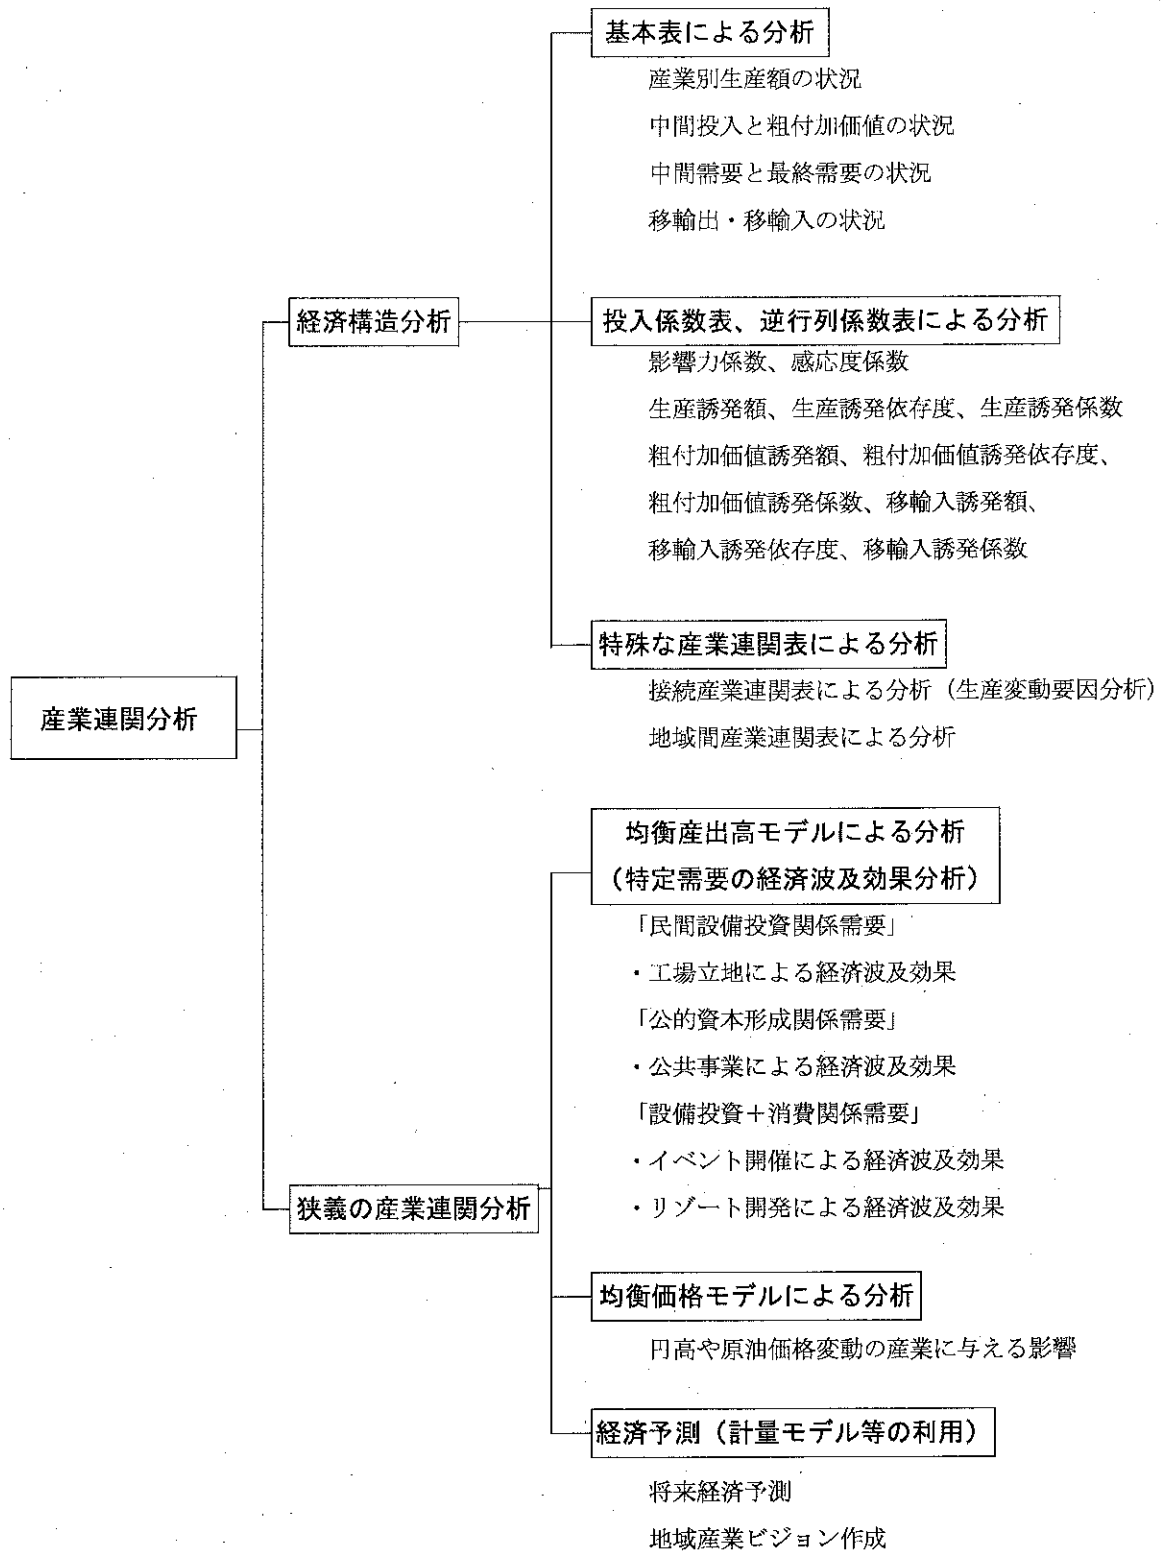 基本表による分析
産業別生産額の状況
中間投入と粗付加価値の状況
中間需要と最終需要の状況
移輸出・移輸入の状況
経済構造分析
投入係数表、逆行列係数表による分析
影響力係数、感応度係数
生産誘発額、生産誘発依存度、生産誘発係数
粗付加価値誘発額、粗付加価値誘発依存度、
粗付加価値誘発係数、移輸入誘発額、
移輸入誘発依存度、移輸入誘発係数
特殊な産業連関表による分析
接続産業連関表による分析（生産変動要因分析）
地域間産業連関表による分析
産業連関分析
均衡産出高モデルによる分析
（特定需要の経済波及効果分析）
「民間設備投資関係需要」
・工場立地による経済波及効果
「公的資本形成関係需要」
・公共事業による経済波及効果
「設備投資＋消費関係需要」
・イベント開催による経済波及効果
・リゾート開発による経済波及効果
狭義の産業連関分析
均衡価格モデルによる分析
円高や原油価格変動の産業に与える影響
経済予測（計量モデル等の利用）
将来経済予測
地域産業ビジョン作成